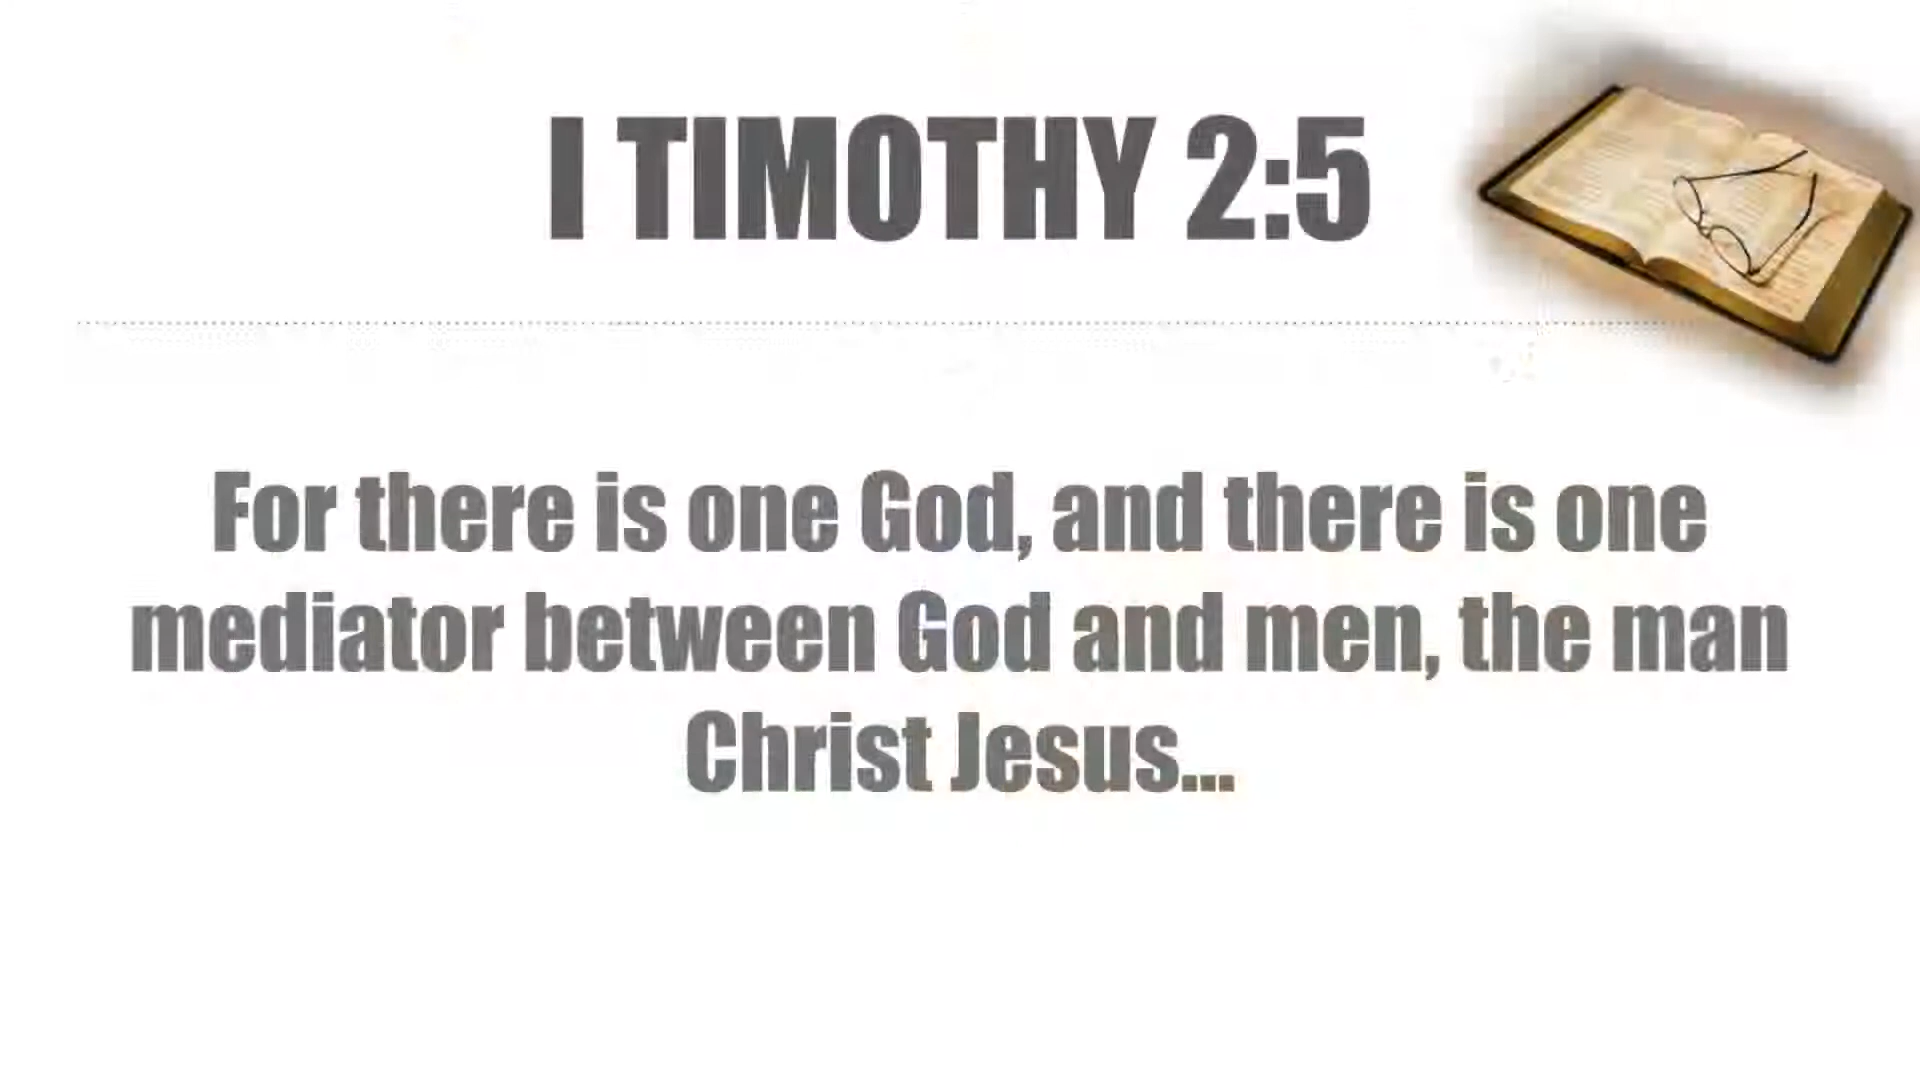 I TIMOTHY 2:5
For there is one God, and there is one
mediator between God and men, the man
Christ Jesus...